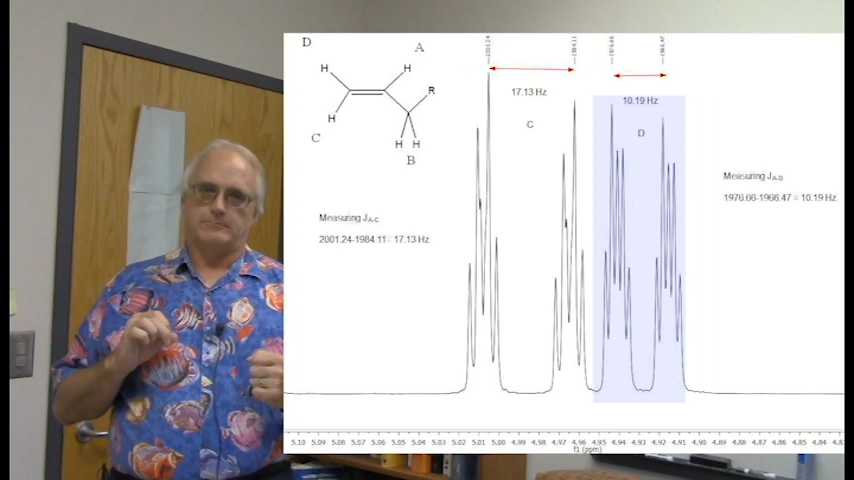 D
A
H
H
R
H
C
H H
B
2001.24
1984.11
1976.66
1966.47
17.13 Hz
10.19 Hz
C
D
Measuring JA-C
2001.24-1984.11= 17.13 Hz
Measuring JA-D
1976.66-1966.47 = 10.19 Hz
5.10 5.09 5.08 5.07 5.06 5.05 5.04 5.03 5.02 5.01 5.00 4.99 4.98 4.97 4.96 4.95 4.94 4.93 4.92 4.91 4.90 4.89 4.88 4.87 4.86 4.85 4.84
f1 (ppm)